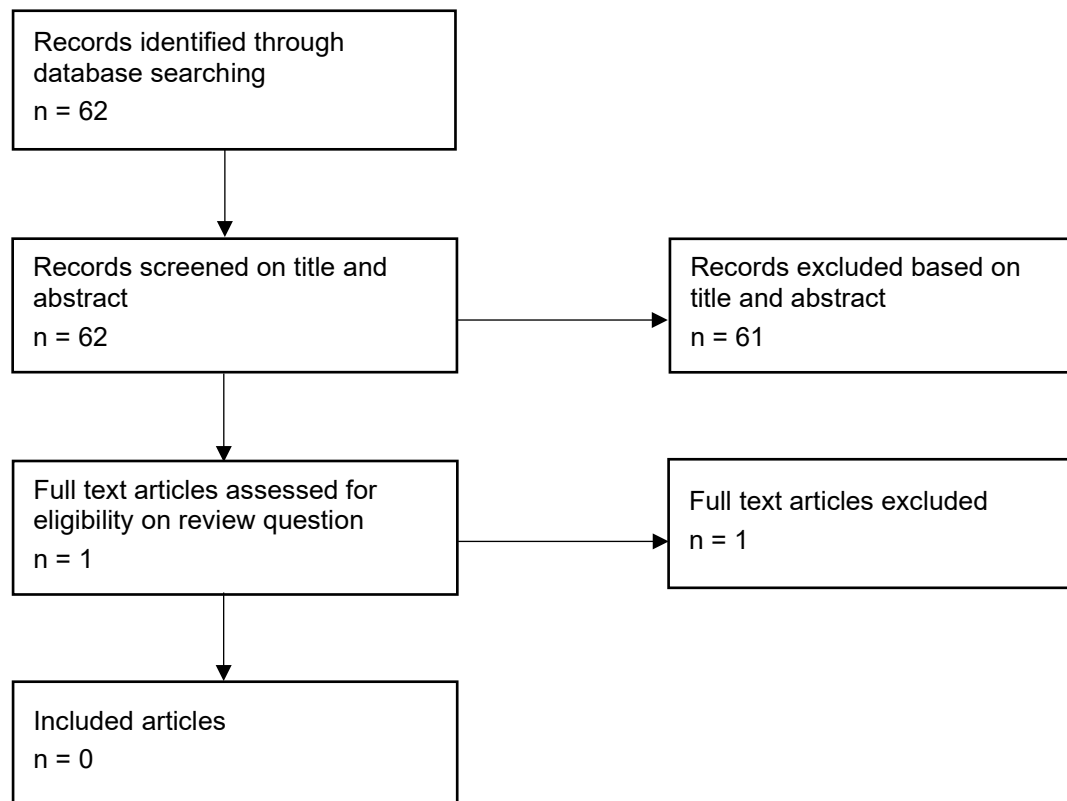 Records identified through
database searching
n = 62
Records screened on title and
abstract
n = 62
Records excluded based on
title and abstract
n = 61
Full text articles assessed for
eligibility on review question
n = 1
Full text articles excluded
n = 1
Included articles
n = 0